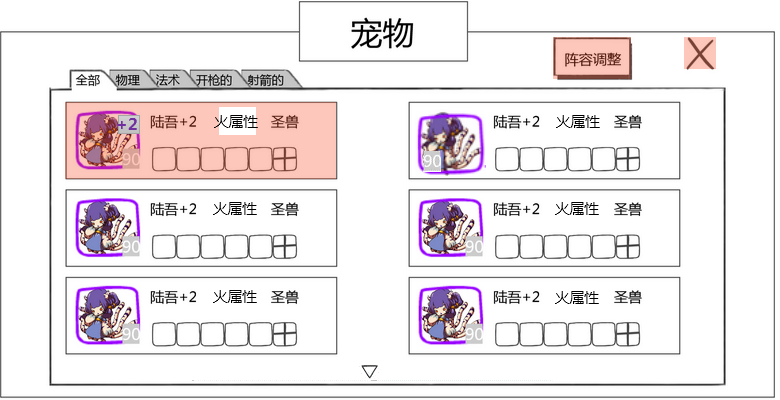 宠物
阵容调整
全部 物理 法术 开枪的 射箭的
+2 陆吾+2 火属性 圣兽
90
陆吾+2 火属性 圣兽
90
陆吾+2 火属性 圣兽
90
陆吾+2 火属性 圣兽
90
陆吾+2 火属性 圣兽
90
陆吾+2 火属性 圣兽
90